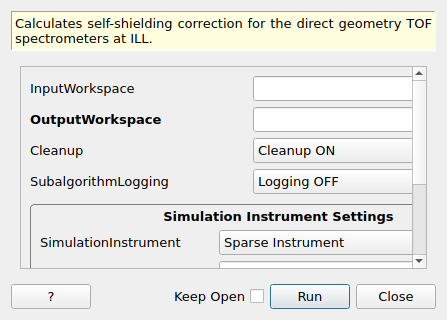 Calculates self-shielding correction for the direct geometry TOF
spectrometers at ILL.
InputWorkspace
OutputWorkspace
Cleanup Cleanup ON
SubalgorithmLogging Logging OFF
Simulation Instrument Settings
SimulationInstrument Sparse Instrument
? Keep Open Run Close